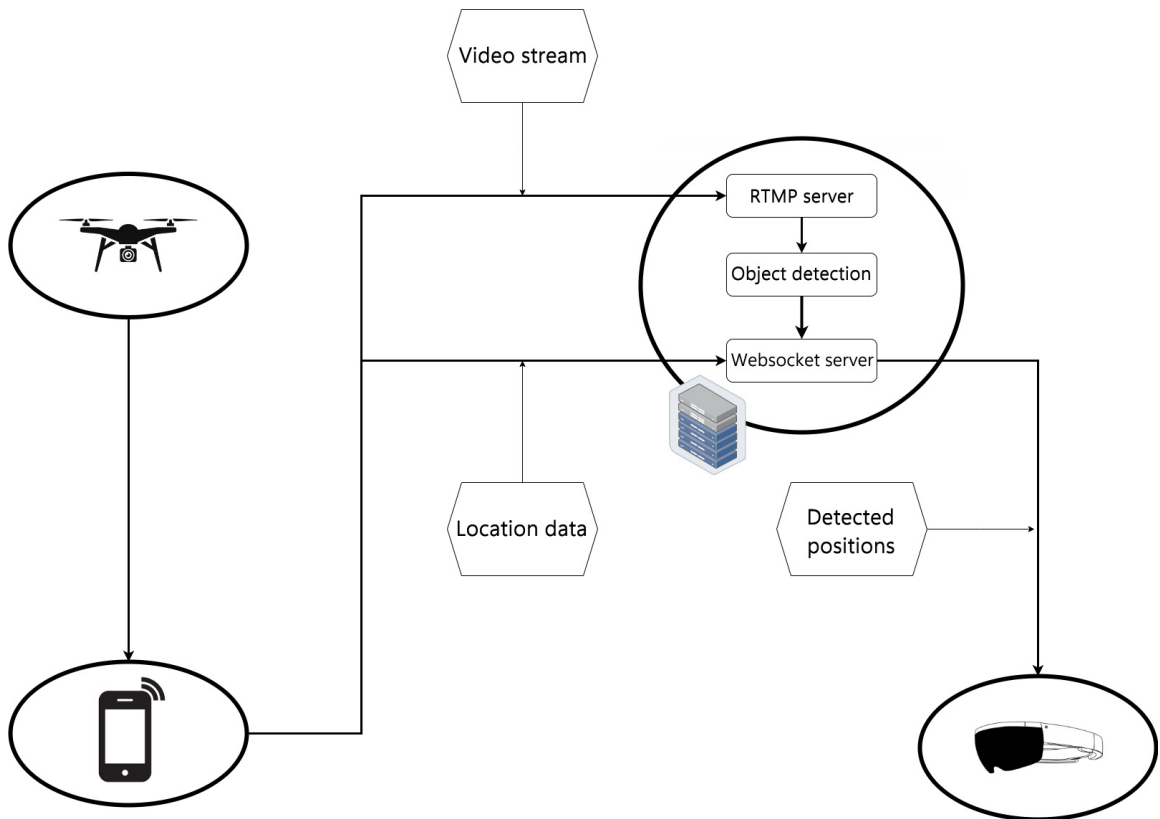 Video stream
RTMP server
Object detection
Websocket server
Location data
Detected
positions